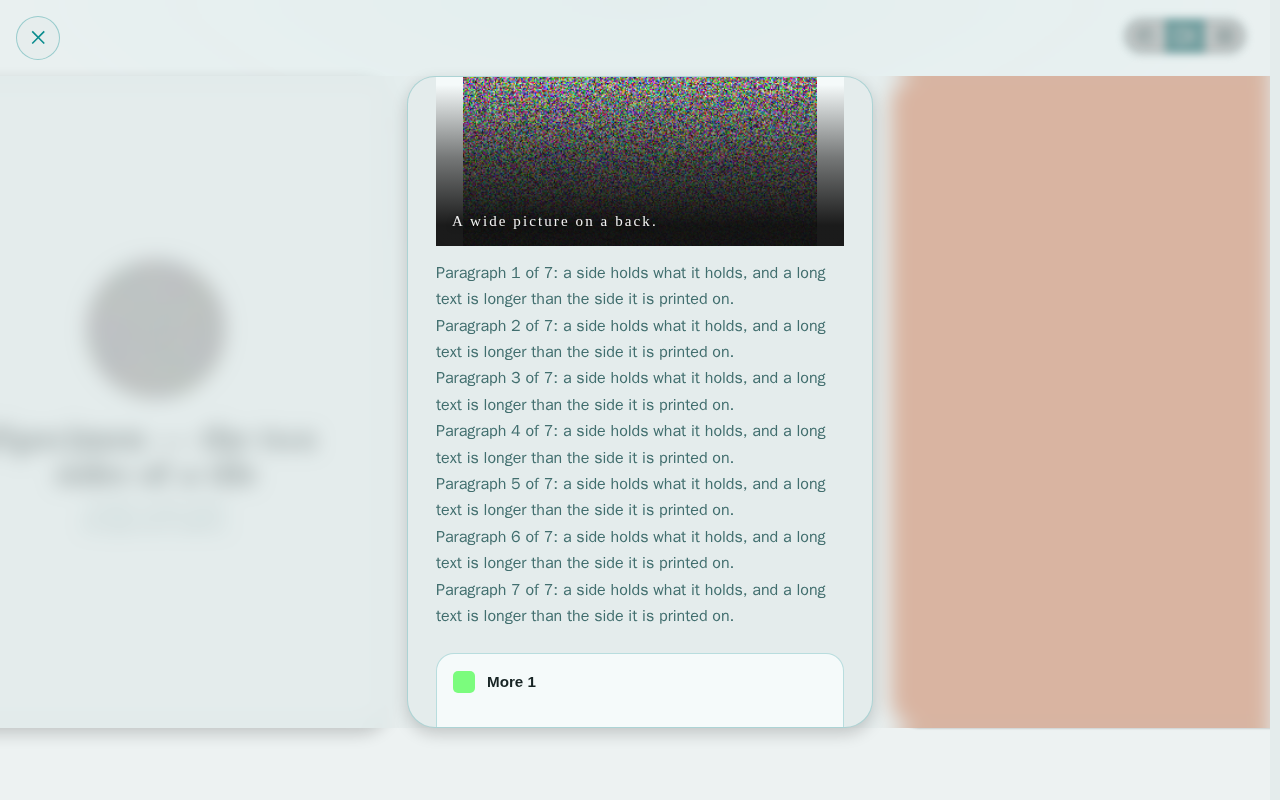 A wide picture on a back.
Paragraph 1 of 7: a side holds what it holds, and a long
text is longer than the side it is printed on.
Paragraph 2 of 7: a side holds what it holds, and a long
text is longer than the side it is printed on.
Paragraph 3 of 7: a side holds what it holds, and a long
text is longer than the side it is printed on.
Paragraph 4 of 7: a side holds what it holds, and a long
text is longer than the side it is printed on.
Paragraph 5 of 7: a side holds what it holds, and a long
text is longer than the side it is printed on.
Paragraph 6 of 7: a side holds what it holds, and a long
text is longer than the side it is printed on.
Paragraph 7 of 7: a side holds what it holds, and a long
text is longer than the side it is printed on.
More 1